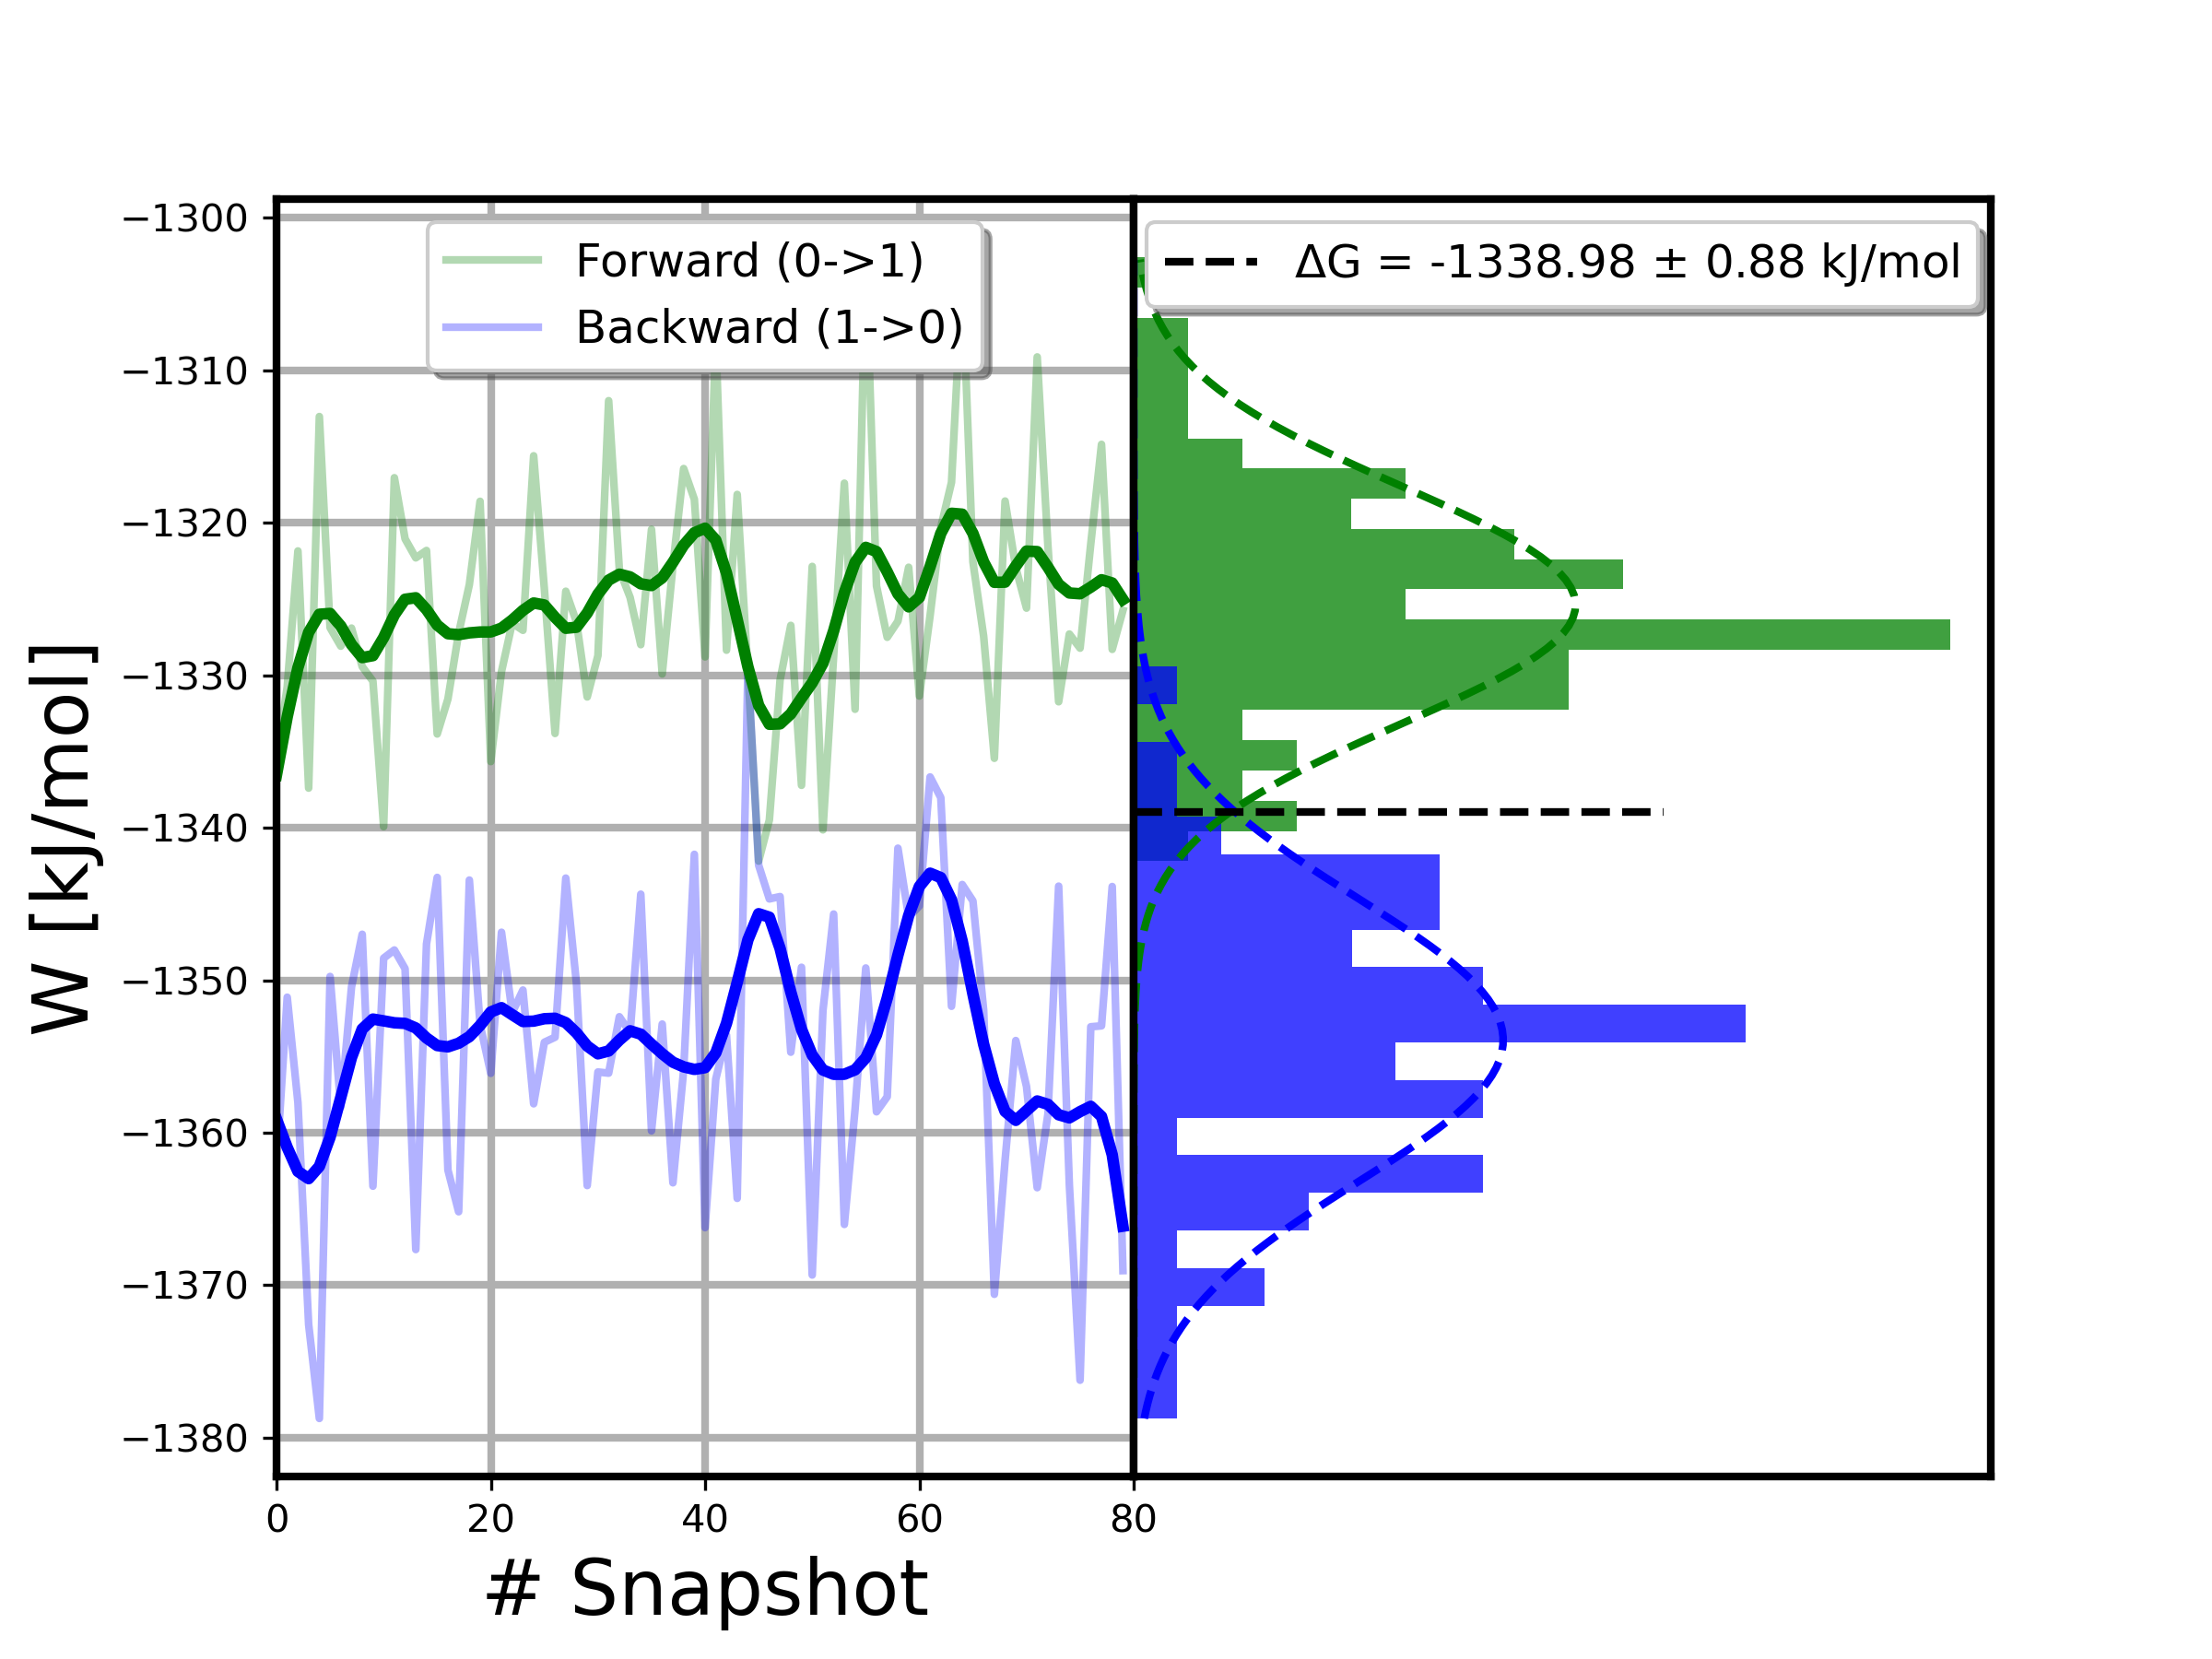 Forward (0->1)
Backward (1->0)
ΔG = -1338.98 ± 0.88 kJ/mol
W [kJ/mol]
−1300
−1310
−1320
−1330
−1340
−1350
−1360
−1370
−1380
0 20 40 60 80
# Snapshot